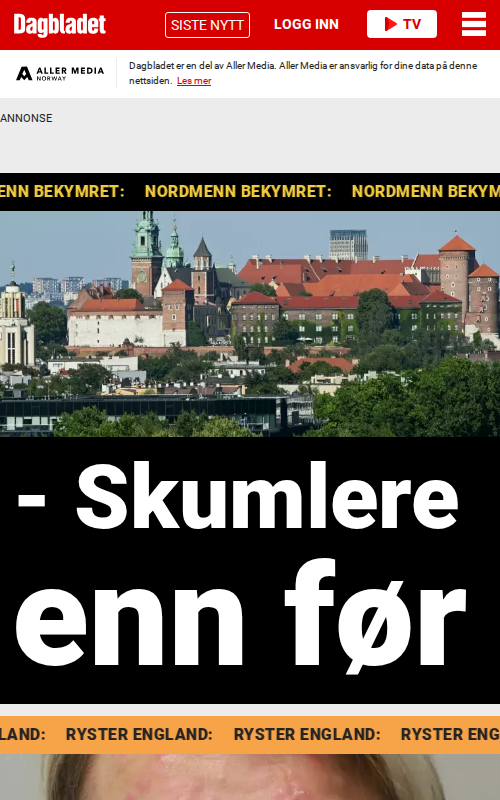 Dagbladet
SISTE NYTT
LOGG INN
TV
ALLER MEDIA
NORWAY
Dagbladet er en del av Aller Media. Aller Media er ansvarlig for dine data på denne
nettsiden. Les mer
ANNONSE
ENN BEKYMRET: NORDMENN BEKYMRET: NORDMENN BEKYM
- Skumlere
enn før
LAND: RYSTER ENGLAND: RYSTER ENGLAND: RYSTER ENG